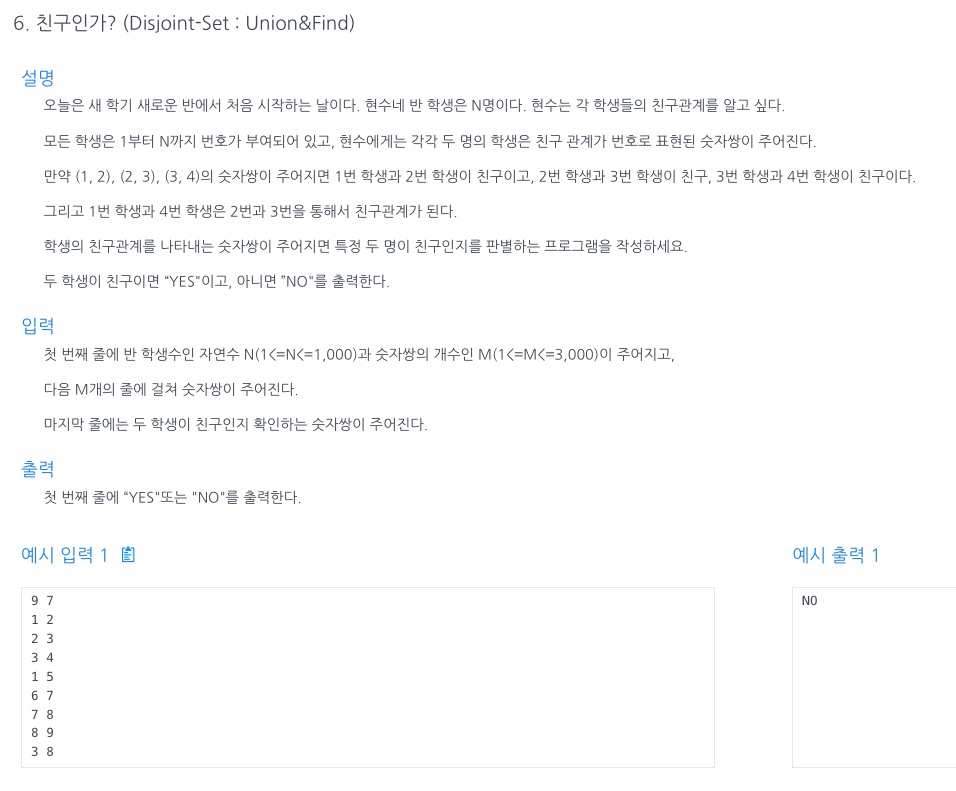 6. 친구인가? (Disjoint-Set : Union&Find)
설명
오늘은 새 학기 새로운 반에서 처음 시작하는 날이다. 현수네 반 학생은 N명이다. 현수는 각 학생들의 친구관계를 알고 싶다.
모든 학생은 1부터 N까지 번호가 부여되어 있고, 현수에게는 각각 두 명의 학생은 친구 관계가 번호로 표현된 숫자쌍이 주어진다.
만약 (1, 2), (2, 3), (3, 4)의 숫자쌍이 주어지면 1번 학생과 2번 학생이 친구이고, 2번 학생과 3번 학생이 친구, 3번 학생과 4번 학생이 친구이다.
그리고 1번 학생과 4번 학생은 2번과 3번을 통해서 친구관계가 된다.
학생의 친구관계를 나타내는 숫자쌍이 주어지면 특정 두 명이 친구인지를 판별하는 프로그램을 작성하세요.
두 학생이 친구이면 “YES"이고, 아니면 ”NO"를 출력한다.
입력
첫 번째 줄에 반 학생수인 자연수 N(1<=N<=1,000)과 숫자쌍의 개수인 M(1<=M<=3,000)이 주어지고,
다음 M개의 줄에 걸쳐 숫자쌍이 주어진다.
마지막 줄에는 두 학생이 친구인지 확인하는 숫자쌍이 주어진다.
출력
첫 번째 줄에 “YES"또는 "NO"를 출력한다.
예시 입력 1
9 7
1 2
2 3
3 4
1 5
6 7
7 8
8 9
3 8
예시 출력 1
NO